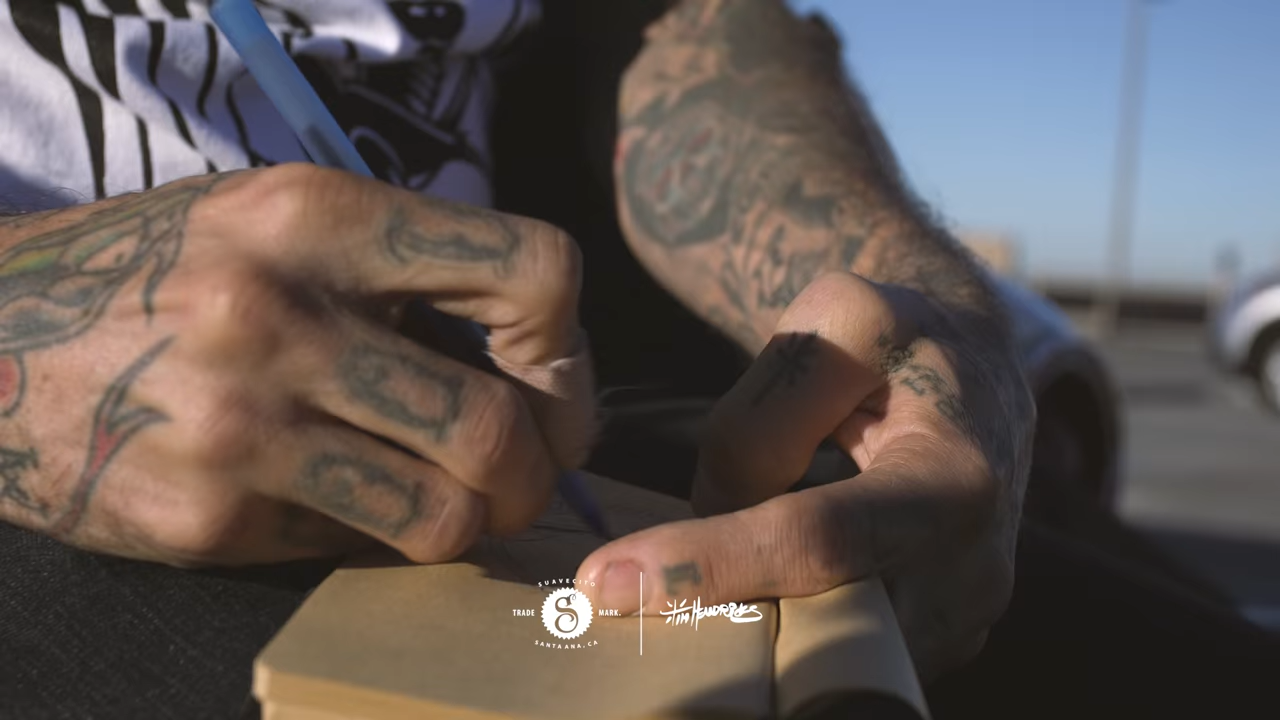 SUAVECITO
TRADE MARK.
S
SANTA ANA, CA
Tim HENDRICKS